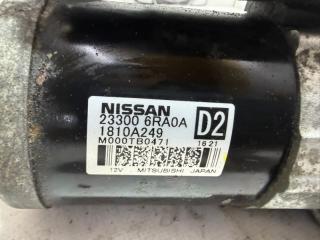 NISSAN
23300 6RA0A D2
1810A249
M000TB0471 1621
12V MITSUBISHI JAPAN